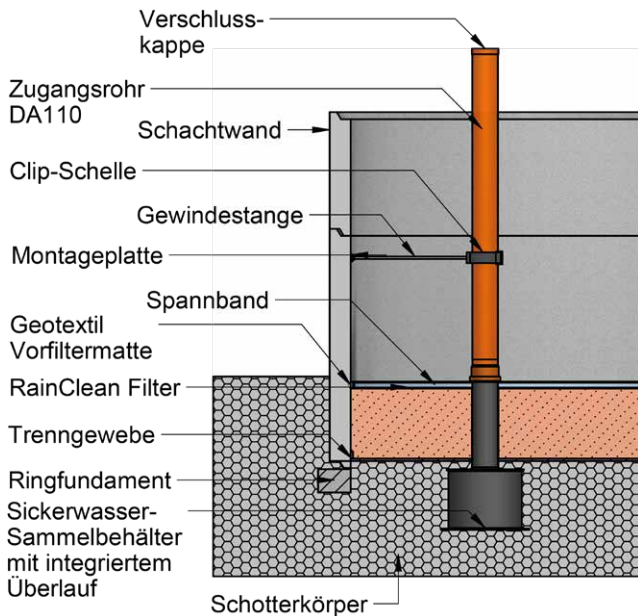 Verschluss-
kappe
Zugangsrohr
DA110
Schachtwand
Clip-Schelle
Gewindestange
Montageplatte
Spannband
Geotextil
Vorfiltermatte
RainClean Filter
Trenngewebe
Ringfundament
Sickerwasser-
Sammelbehälter
mit integriertem
Überlauf
Schotterkörper